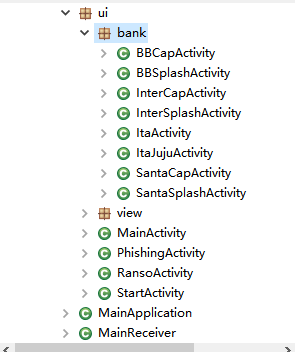 ui
bank
BBCapActivity
BBSplashActivity
InterCapActivity
InterSplashActivity
ItaActivity
ItaJujuActivity
SantaCapActivity
SantaSplashActivity
view
MainActivity
PhishingActivity
RansoActivity
StartActivity
MainApplication
MainReceiver